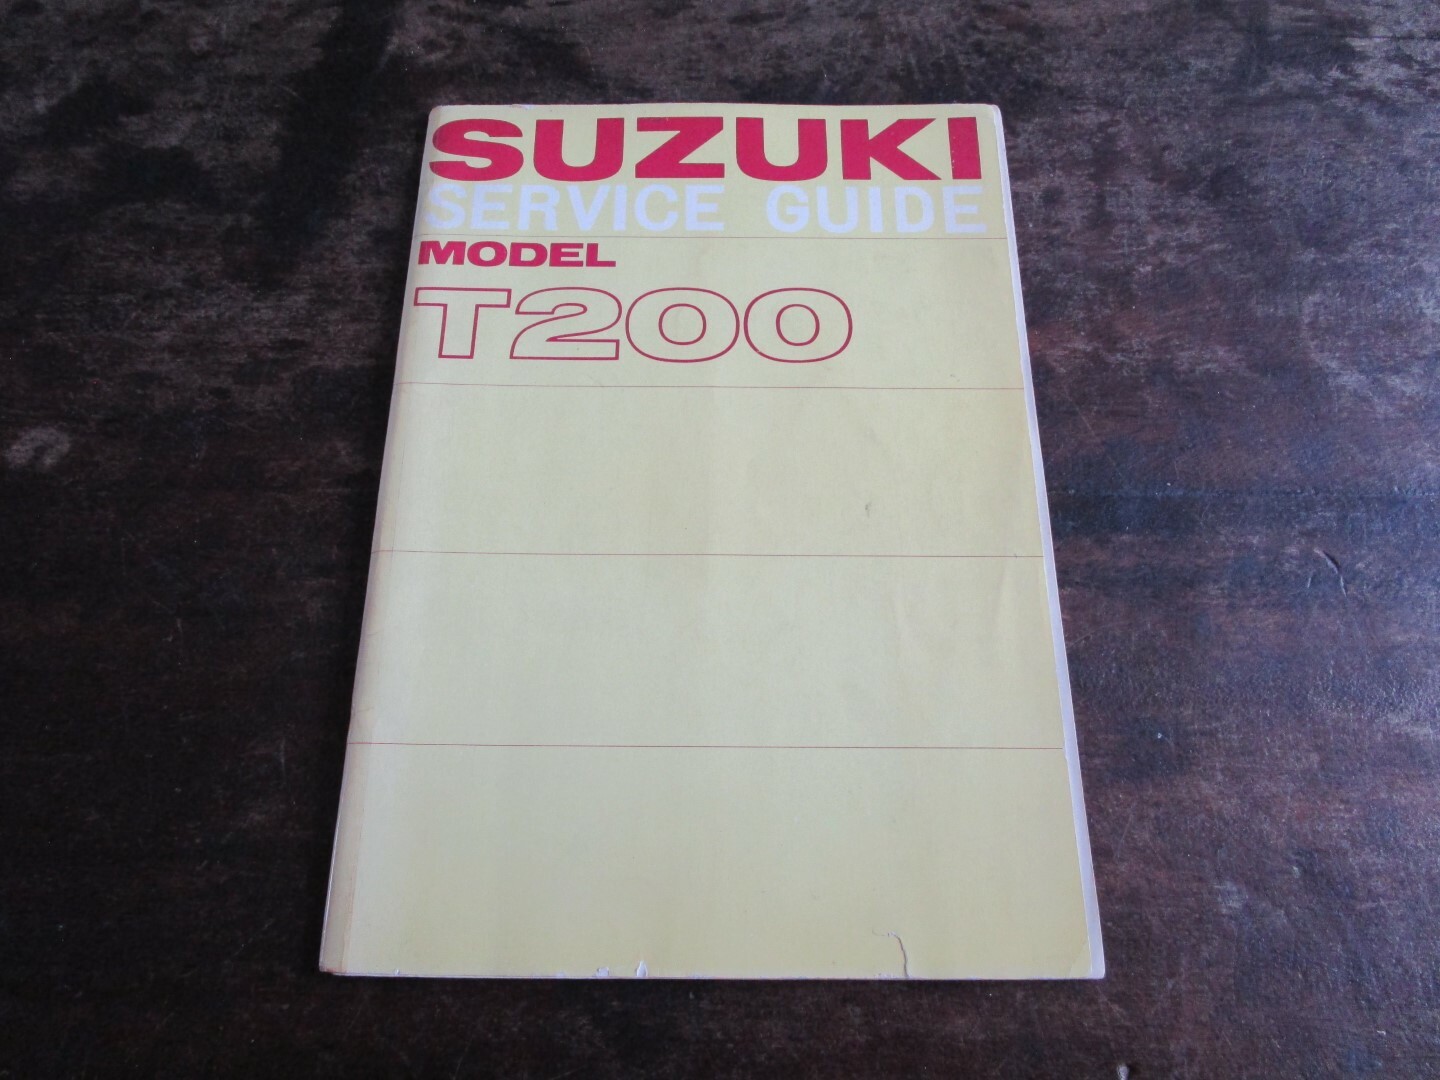 SUZUKI
SERVICE GUIDE
MODEL
T200